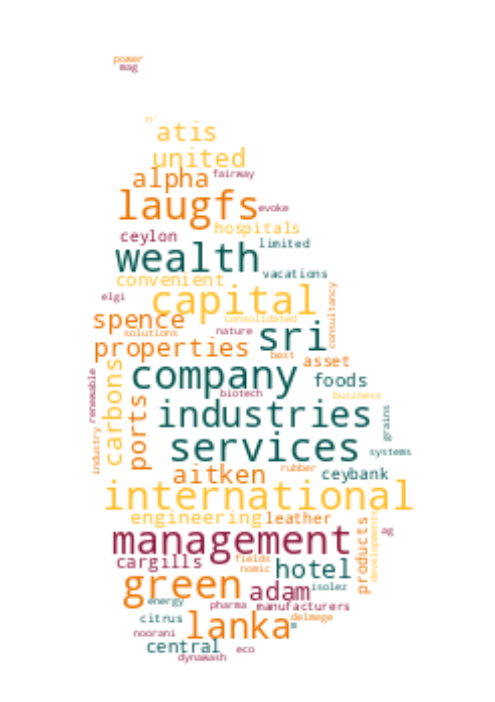 power
mag
n'
atis
united
alpha fairway
laugfs evoke
hospitals
ceylon limited
wealth
vacations
convenient
elgi capital
consultancy
spence consolidated
solutions nature sri
properties best
asset
company foods
renewable carbons biotech business
industries grains
ports
services systems
industry aitken rubber ceybank
international
engineering leather
management ag
products developments
cargills fields
nomic hotel
green adam isolez
energy pharma manufacturers
citrus lanka delmege
noorani
central eco
dynawash